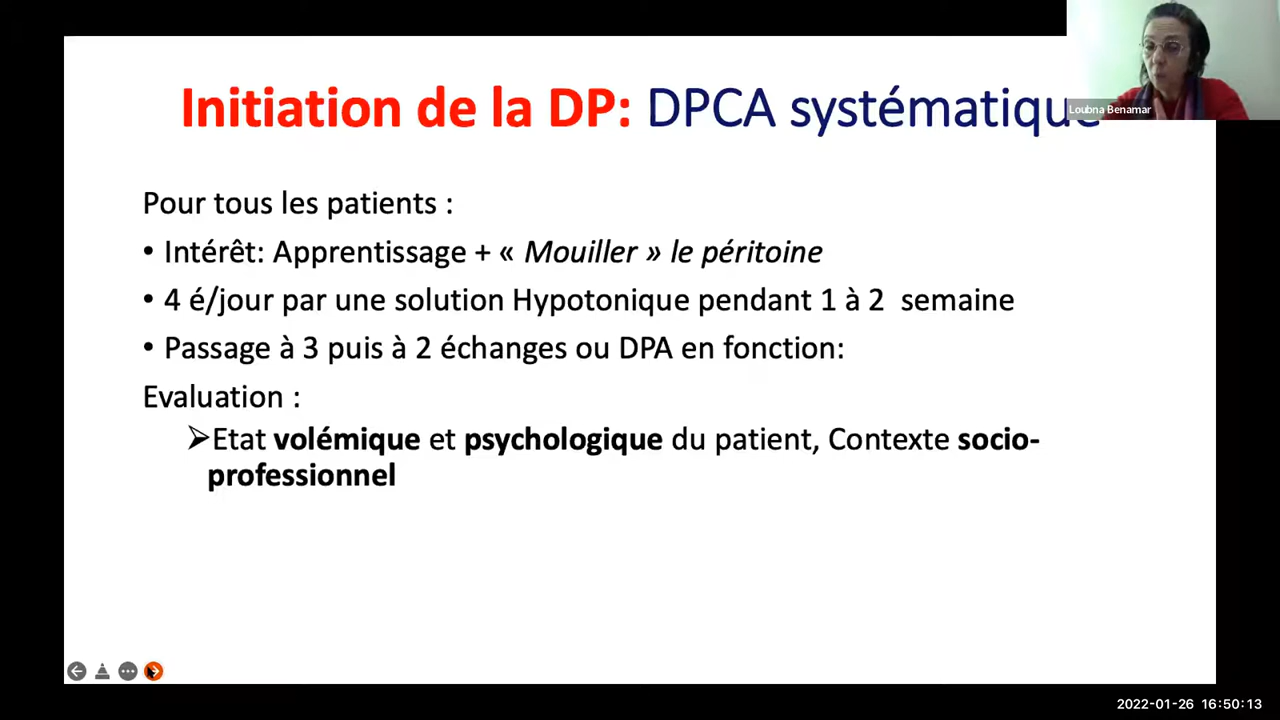 Initiation de la DP: DPCA systématique
Loubna Benamar
Pour tous les patients :
• Intérêt: Apprentissage + « Mouiller » le péritoine
• 4 é/jour par une solution Hypotonique pendant 1 à 2 semaine
• Passage à 3 puis à 2 échanges ou DPA en fonction:
Evaluation :
➢Etat volémique et psychologique du patient, Contexte socio-
professionnel
2022-01-26 16:50:13